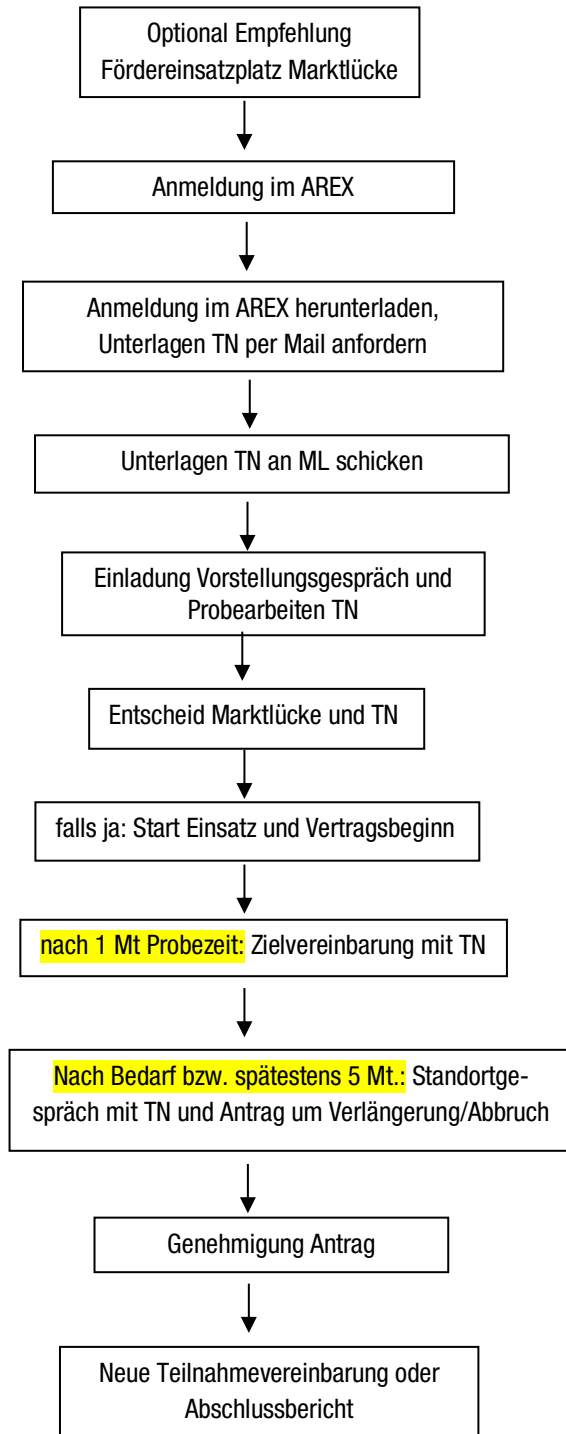 Optional Empfehlung
Fördereinsatzplatz Marktlücke
Anmeldung im AREX
Anmeldung im AREX herunterladen,
Unterlagen TN per Mail anfordern
Unterlagen TN an ML schicken
Einladung Vorstellungsgespräch und
Probearbeiten TN
Entscheid Marktlücke und TN
falls ja: Start Einsatz und Vertragsbeginn
nach 1 Mt Probezeit: Zielvereinbarung mit TN
Nach Bedarf bzw. spätestens 5 Mt.: Standortge-
spräch mit TN und Antrag um Verlängerung/Abbruch
Genehmigung Antrag
Neue Teilnahmevereinbarung oder
Abschlussbericht